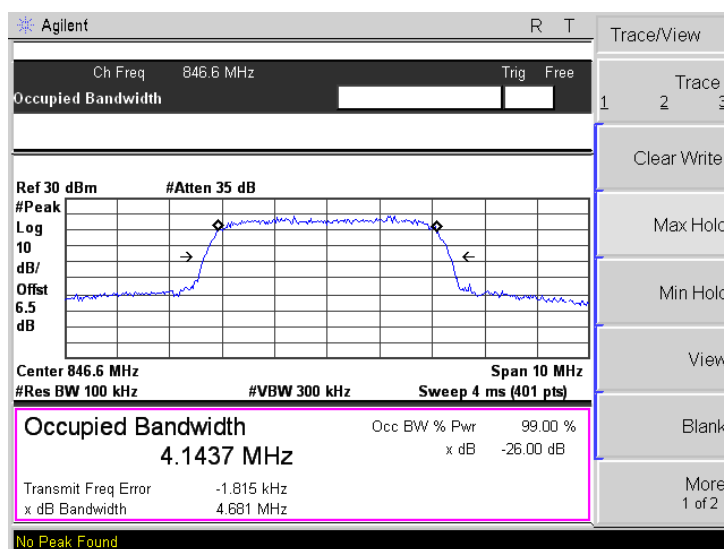 Agilent R T
Ch Freq 846.6 MHz Trig Free
Occupied Bandwidth
Ref 30 dBm #Atten 35 dB
#Peak
Log
10
dB/
Offst
6.5
dB
Center 846.6 MHz Span 10 MHz
#Res BW 100 kHz #VBW 300 kHz Sweep 4 ms (401 pts)
Occupied Bandwidth
4.1437 MHz
Occ BW % Pwr 99.00 %
x dB -26.00 dB
Transmit Freq Error -1.815 kHz
x dB Bandwidth 4.681 MHz
No Peak Found
Trace/View
Trace
1 2 3
Clear Write
Max Hold
Min Hold
View
Blank
More
1 of 2